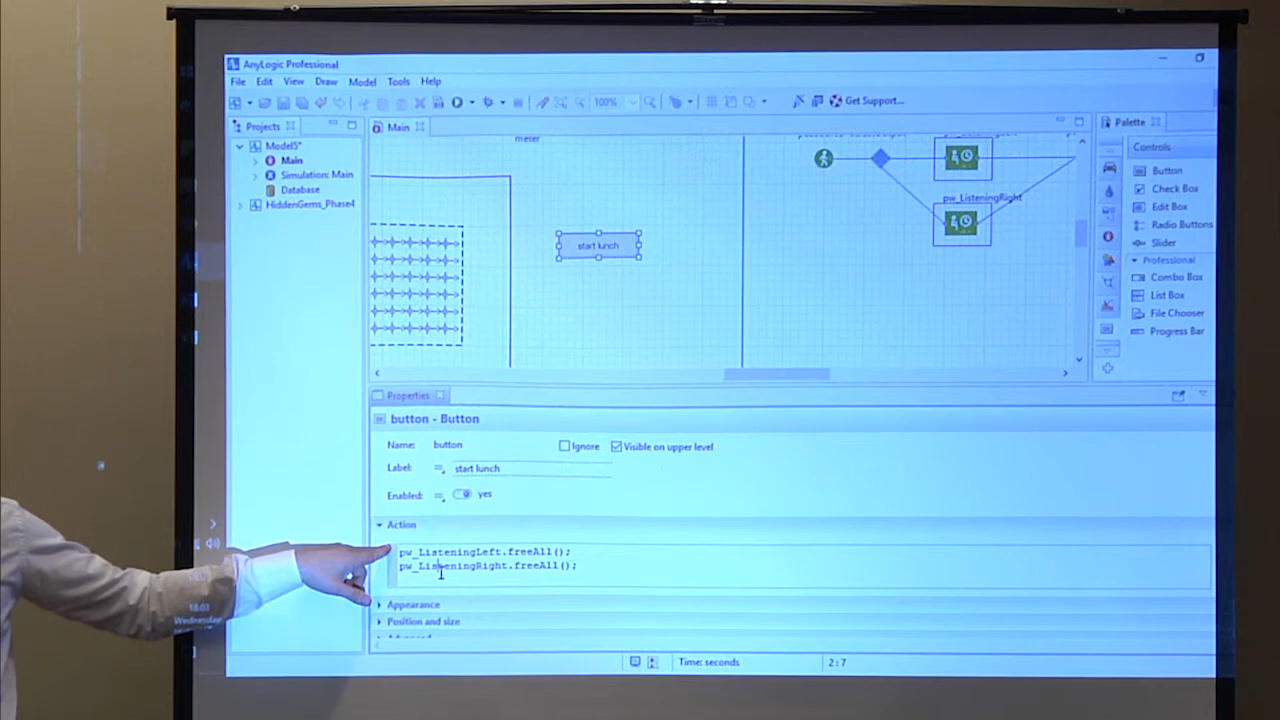 AnyLogic Professional
File Edit View Draw Model Tools Help
100% Get Support...
Projects
Model5*
Main
Simulation: Main
Database
HiddenGems_Phase4
Main
meter
start lunch
pw_ListeningRight
Palette
Controls
Button
Check Box
Edit Box
Radio Buttons
Slider
Professional
Combo Box
List Box
File Chooser
Progress Bar
Properties
button - Button
Name: button Ignore Visible on upper level
Label: start lunch
Enabled: yes
Action
pw_ListeningLeft.freeAll();
pw_ListeningRight.freeAll();
Appearance
Position and size
Time: seconds 2:7
18:03
Wednesday